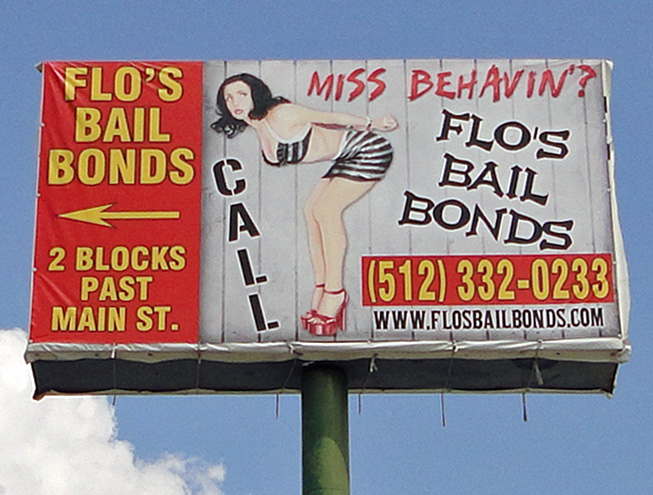 FLO'S
BAIL
BONDS
2 BLOCKS
PAST
MAIN ST.
CALL
MISS BEHAVIN'?
FLO'S
BAIL
BONDS
(512) 332-0233
WWW.FLOSBAILBONDS.COM